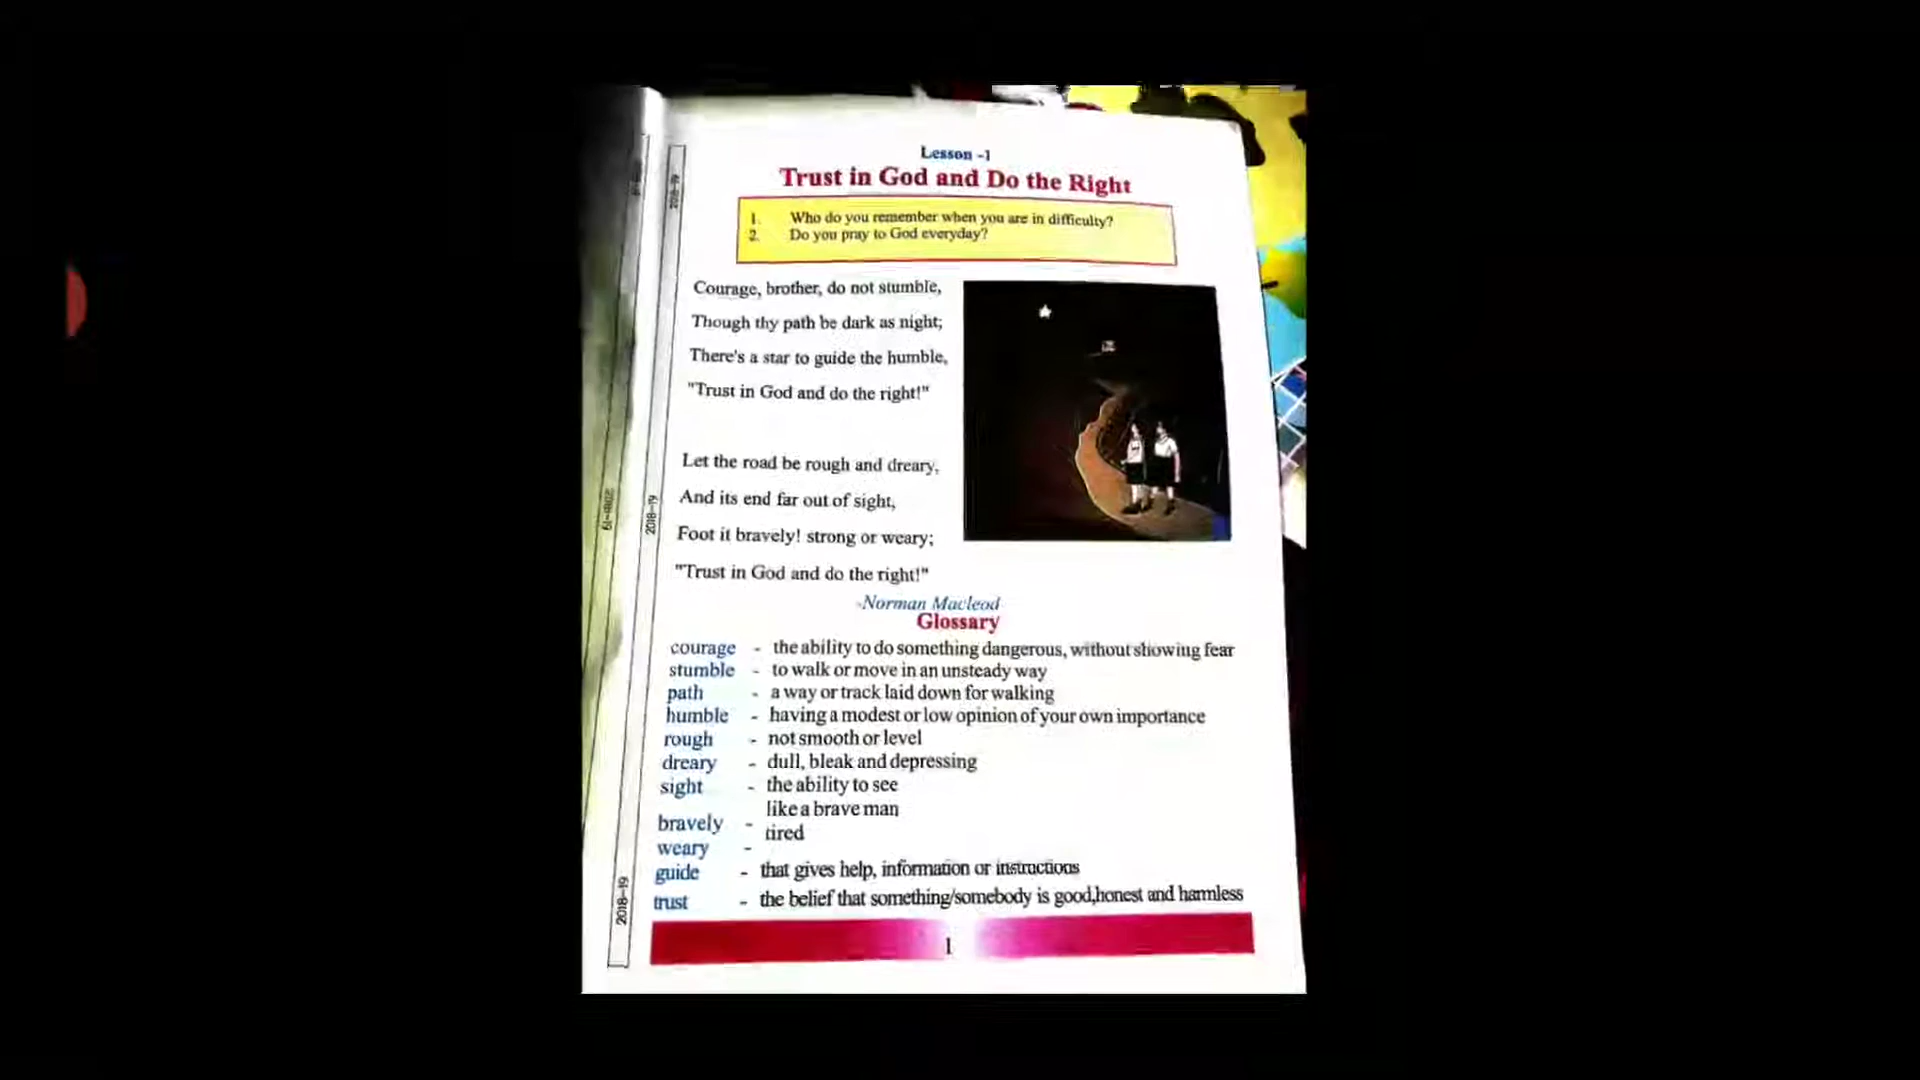 Lesson -1
Trust in God and Do the Right
1. Who do you remember when you are in difficulty?
2. Do you pray to God everyday?
Courage, brother, do not stumble,
Though thy path be dark as night;
There's a star to guide the humble,
"Trust in God and do the right!"
Let the road be rough and dreary,
And its end far out of sight,
Foot it bravely! strong or weary;
"Trust in God and do the right!"
-Norman Macleod
Glossary
courage - the ability to do something dangerous, without showing fear
stumble - to walk or move in an unsteady way
path - a way or track laid down for walking
humble - having a modest or low opinion of your own importance
rough - not smooth or level
dreary - dull, bleak and depressing
sight - the ability to see
bravely - like a brave man
weary - tired
guide - that gives help, information or instructions
trust - the belief that something/somebody is good,honest and harmless
1
2018-19
2018-19
2018-19
2018-19